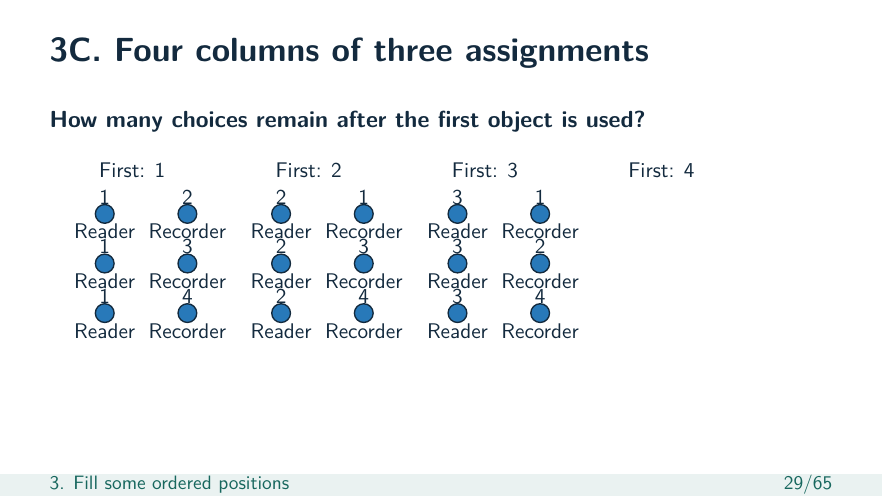 3C. Four columns of three assignments
How many choices remain after the first object is used?
First: 1 First: 2 First: 3 First: 4
1 2 2 1 3 1
Reader Recorder Reader Recorder Reader Recorder
1 3 2 3 3 2
Reader Recorder Reader Recorder Reader Recorder
1 4 2 4 3 4
Reader Recorder Reader Recorder Reader Recorder
3. Fill some ordered positions 29/65